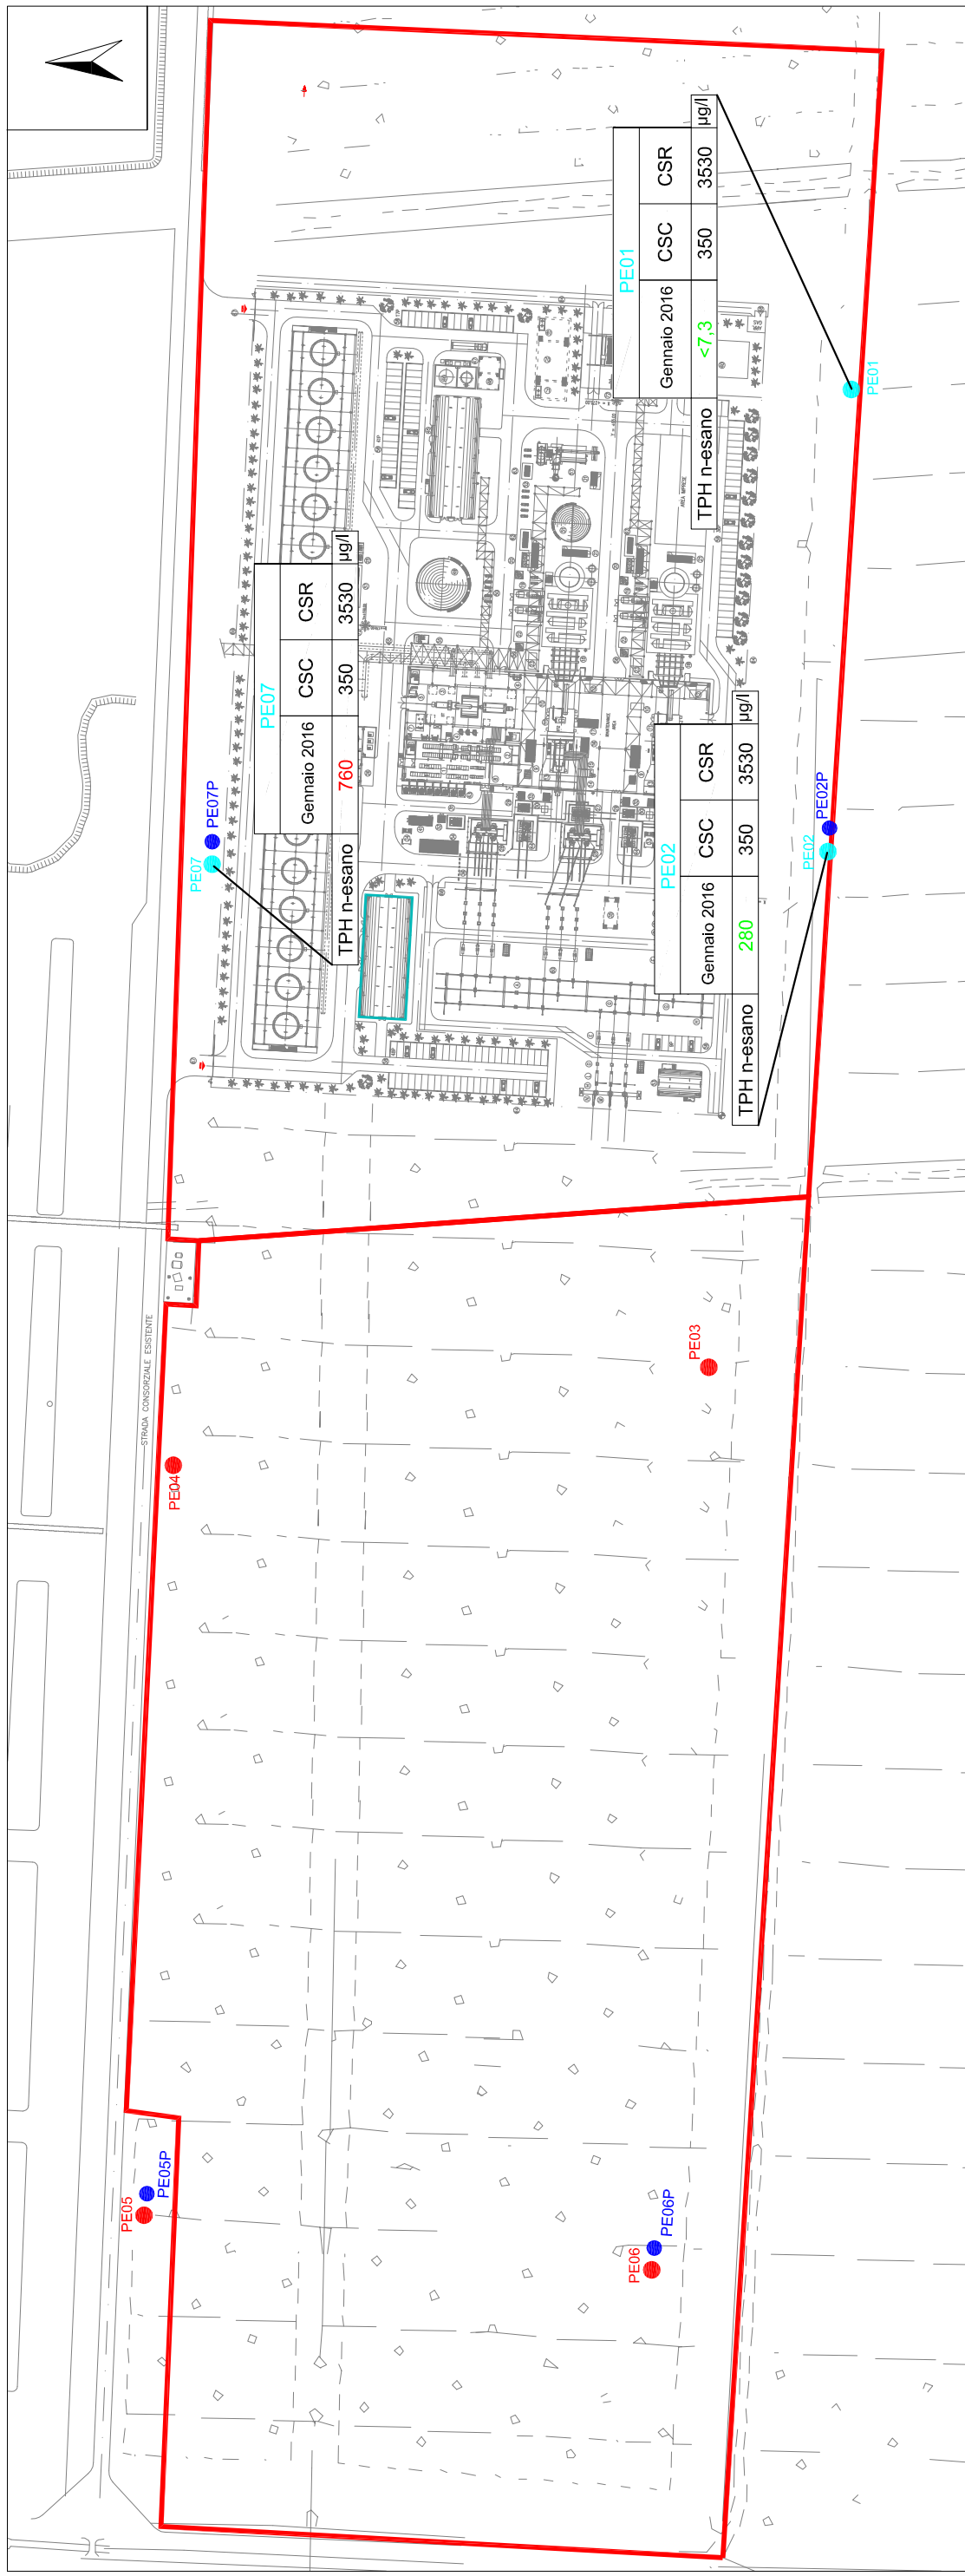 PE01
Gennaio 2016 CSC CSR
TPH n-esano <7,3 350 3530 µg/l
PE01
PE07
Gennaio 2016 CSC CSR
TPH n-esano 760 350 3530 µg/l
PE07
PE07P
PE02
Gennaio 2016 CSC CSR
TPH n-esano 280 350 3530 µg/l
PE02
PE02P
AREA IMPRESE
STRADA CONSORZIALE ESISTENTE
PE03
PE04
PE05
PE05P
PE06
PE06P